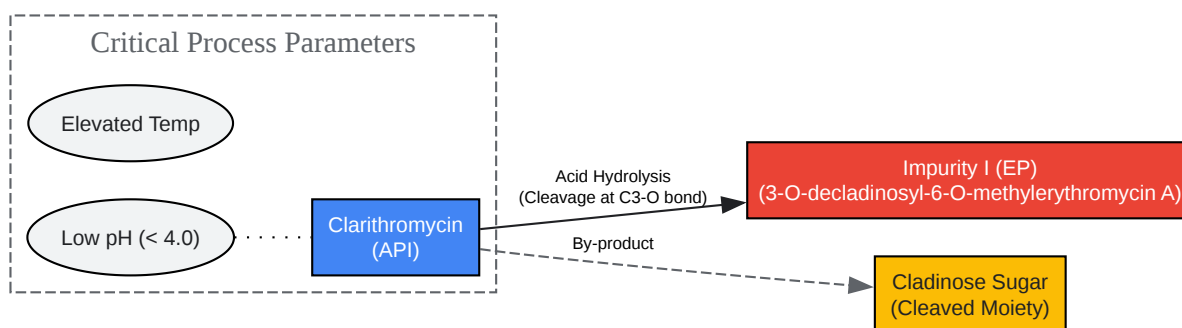 Critical Process Parameters
Elevated Temp
Low pH (< 4.0)
Clarithromycin
(API)
Acid Hydrolysis
(Cleavage at C3-O bond)
By-product
Impurity I (EP)
(3-O-decladinosyl-6-O-methylerythromycin A)
Cladinose Sugar
(Cleaved Moiety)